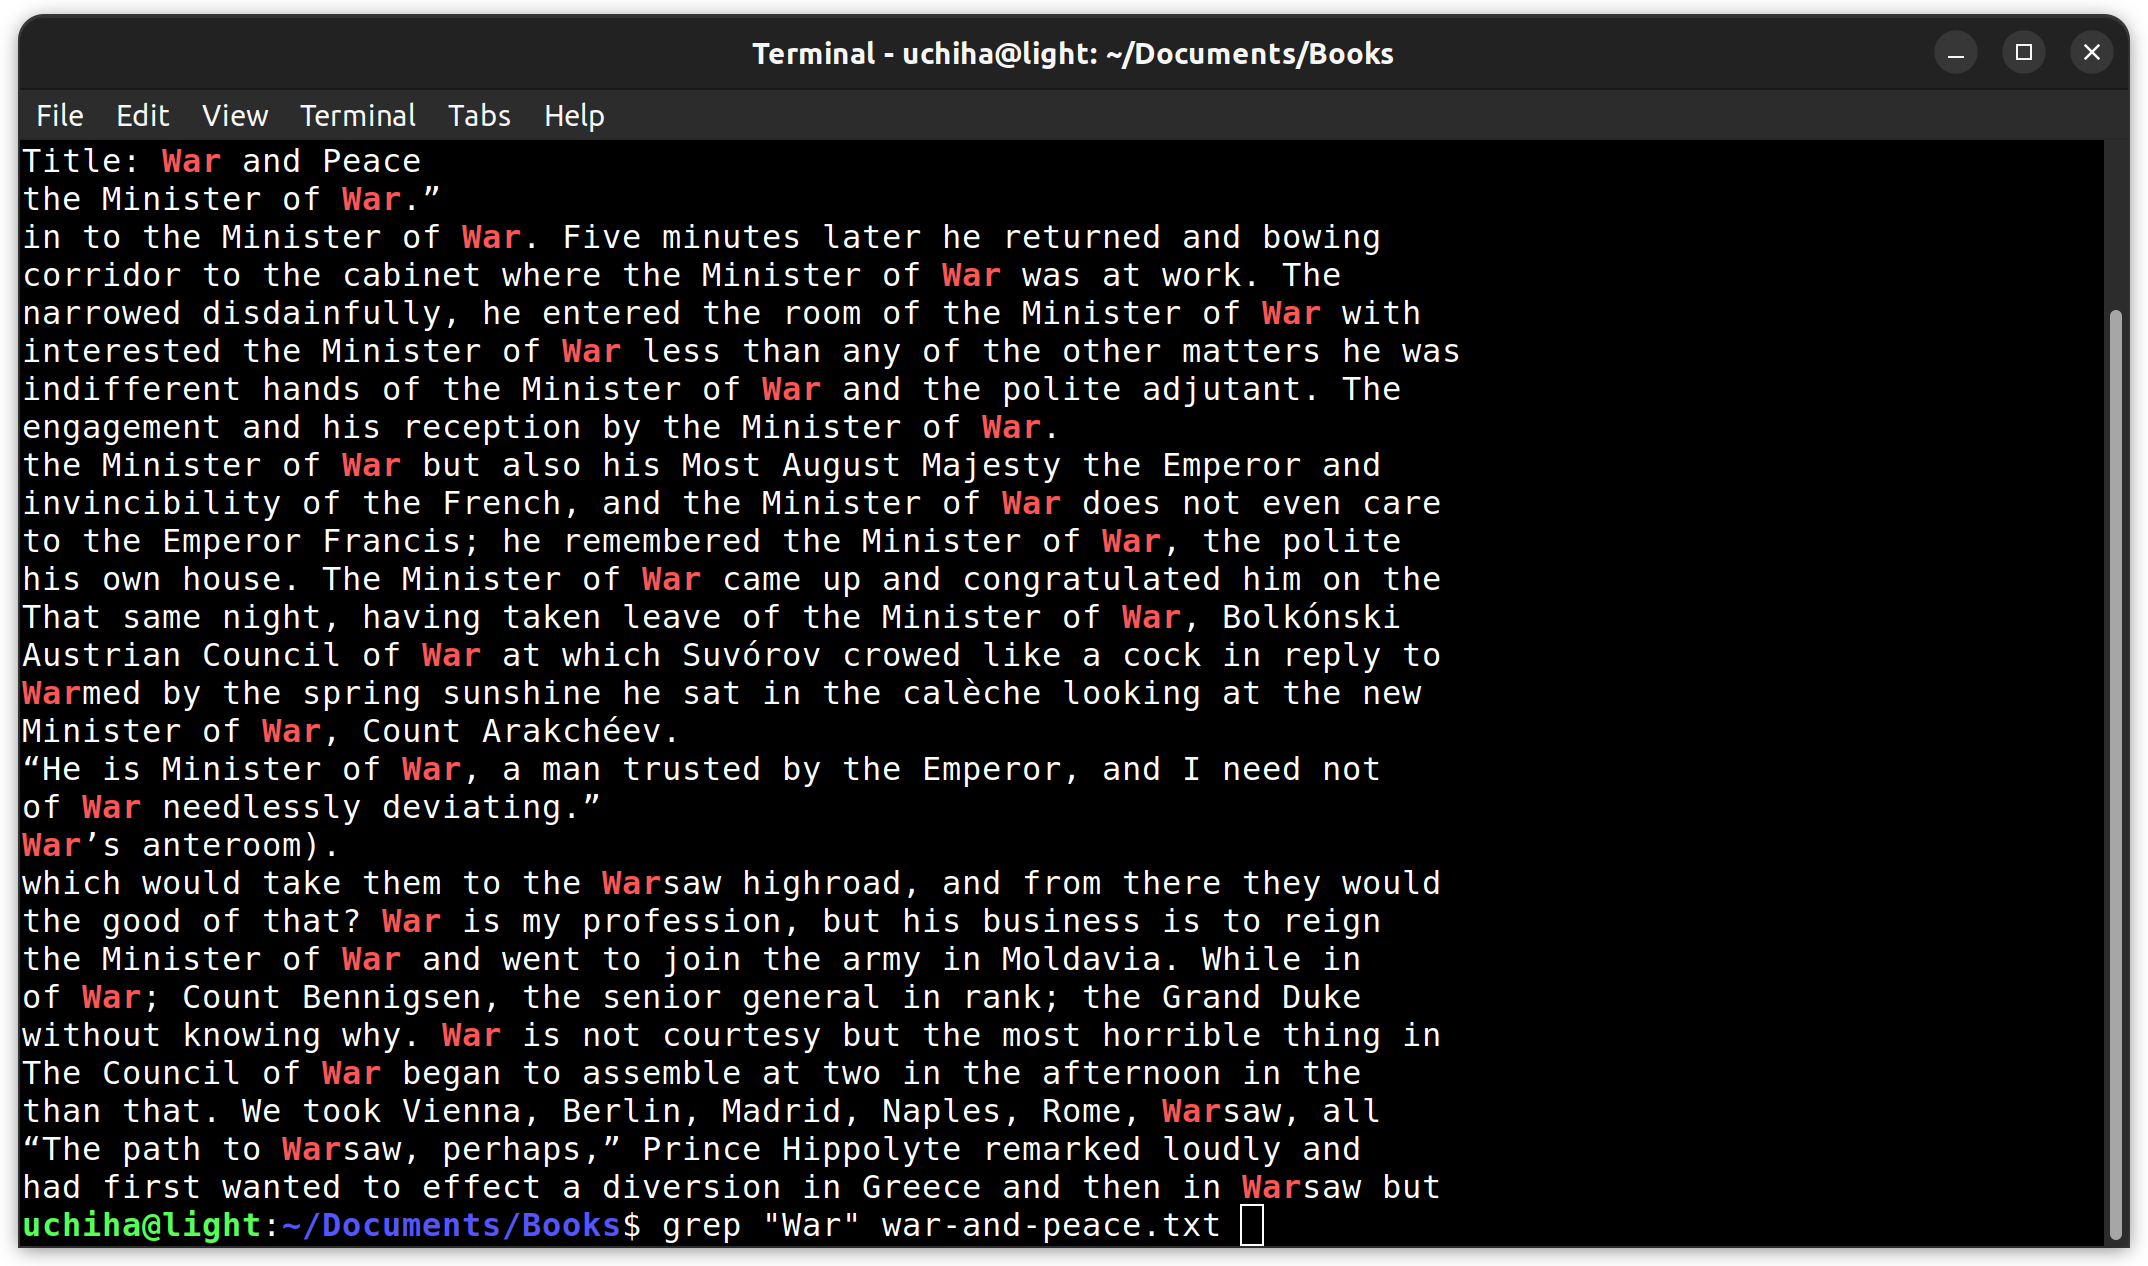 Terminal - uchiha@light: ~/Documents/Books
File Edit View Terminal Tabs Help
Title: War and Peace
the Minister of War.”
in to the Minister of War. Five minutes later he returned and bowing
corridor to the cabinet where the Minister of War was at work. The
narrowed disdainfully, he entered the room of the Minister of War with
interested the Minister of War less than any of the other matters he was
indifferent hands of the Minister of War and the polite adjutant. The
engagement and his reception by the Minister of War.
the Minister of War but also his Most August Majesty the Emperor and
invincibility of the French, and the Minister of War does not even care
to the Emperor Francis; he remembered the Minister of War, the polite
his own house. The Minister of War came up and congratulated him on the
That same night, having taken leave of the Minister of War, Bolkónski
Austrian Council of War at which Suvórov crowed like a cock in reply to
Warmed by the spring sunshine he sat in the calèche looking at the new
Minister of War, Count Arakchéev.
“He is Minister of War, a man trusted by the Emperor, and I need not
of War needlessly deviating.”
War’s anteroom).
which would take them to the Warsaw highroad, and from there they would
the good of that? War is my profession, but his business is to reign
the Minister of War and went to join the army in Moldavia. While in
of War; Count Bennigsen, the senior general in rank; the Grand Duke
without knowing why. War is not courtesy but the most horrible thing in
The Council of War began to assemble at two in the afternoon in the
than that. We took Vienna, Berlin, Madrid, Naples, Rome, Warsaw, all
“The path to Warsaw, perhaps,” Prince Hippolyte remarked loudly and
had first wanted to effect a diversion in Greece and then in Warsaw but
uchiha@light:~/Documents/Books$ grep "War" war-and-peace.txt